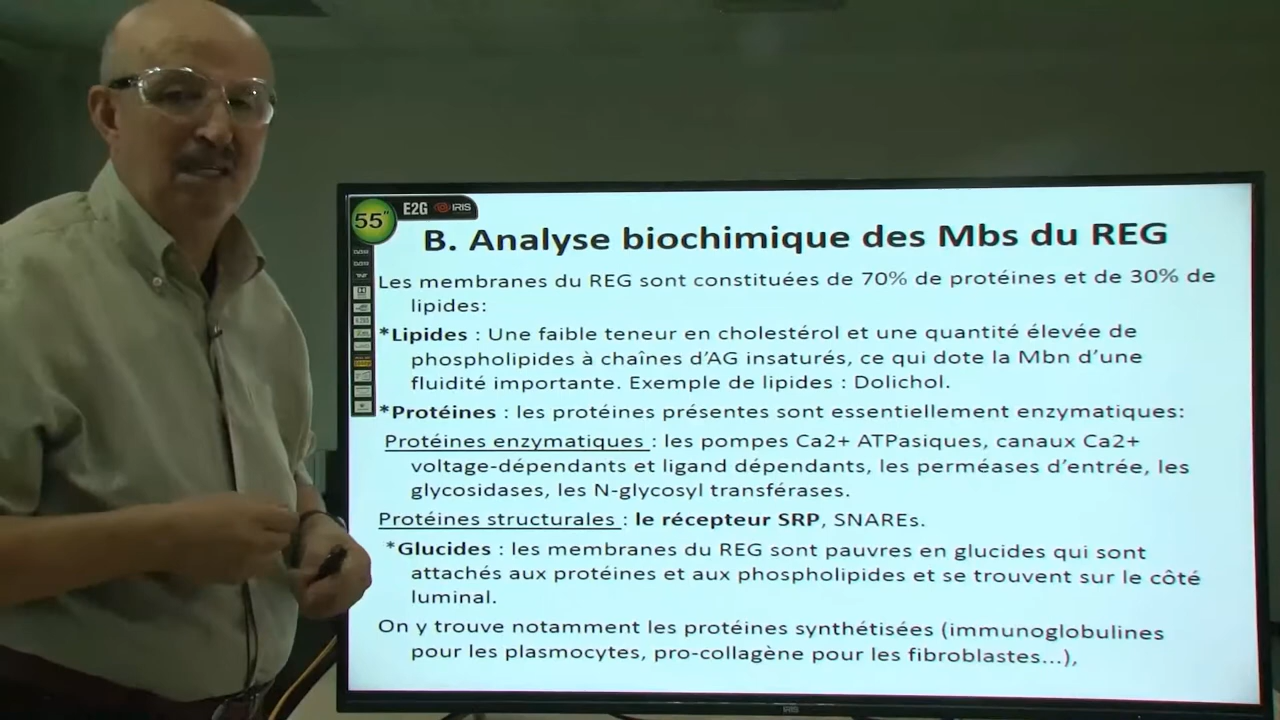 55"
E2G IRIS
B. Analyse biochimique des Mbs du REG
Les membranes du REG sont constituées de 70% de protéines et de 30% de
lipides:
*Lipides : Une faible teneur en cholestérol et une quantité élevée de
phospholipides à chaînes d’AG insaturés, ce qui dote la Mbn d’une
fluidité importante. Exemple de lipides : Dolichol.
*Protéines : les protéines présentes sont essentiellement enzymatiques:
Protéines enzymatiques : les pompes Ca2+ ATPasiques, canaux Ca2+
voltage-dépendants et ligand dépendants, les perméases d’entrée, les
glycosidases, les N-glycosyl transférases.
Protéines structurales : le récepteur SRP, SNAREs.
*Glucides : les membranes du REG sont pauvres en glucides qui sont
attachés aux protéines et aux phospholipides et se trouvent sur le côté
luminal.
On y trouve notamment les protéines synthétisées (immunoglobulines
pour les plasmocytes, pro-collagène pour les fibroblastes...),
IRIS